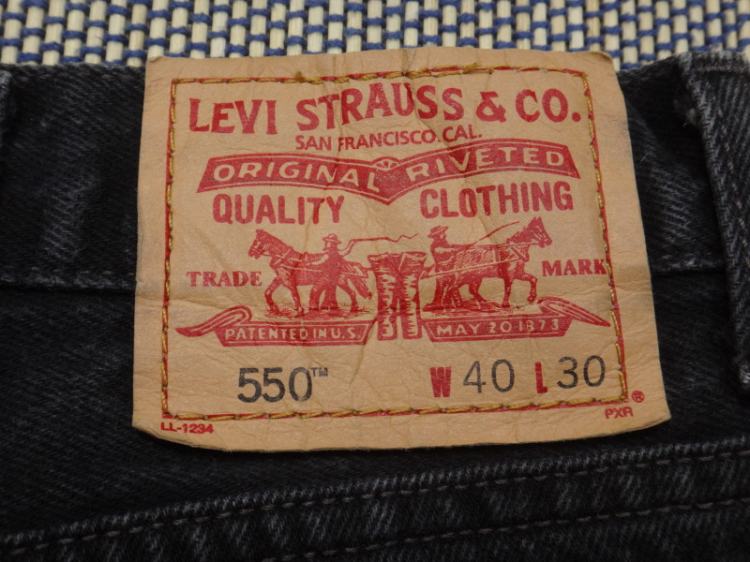 LEVI STRAUSS & CO.
SAN FRANCISCO, CAL.
ORIGINAL RIVETED
QUALITY CLOTHING
TRADE MARK
PATENTED IN U.S. MAY 20 1873
550™ W 40 L 30
LL-1234 PXR ®